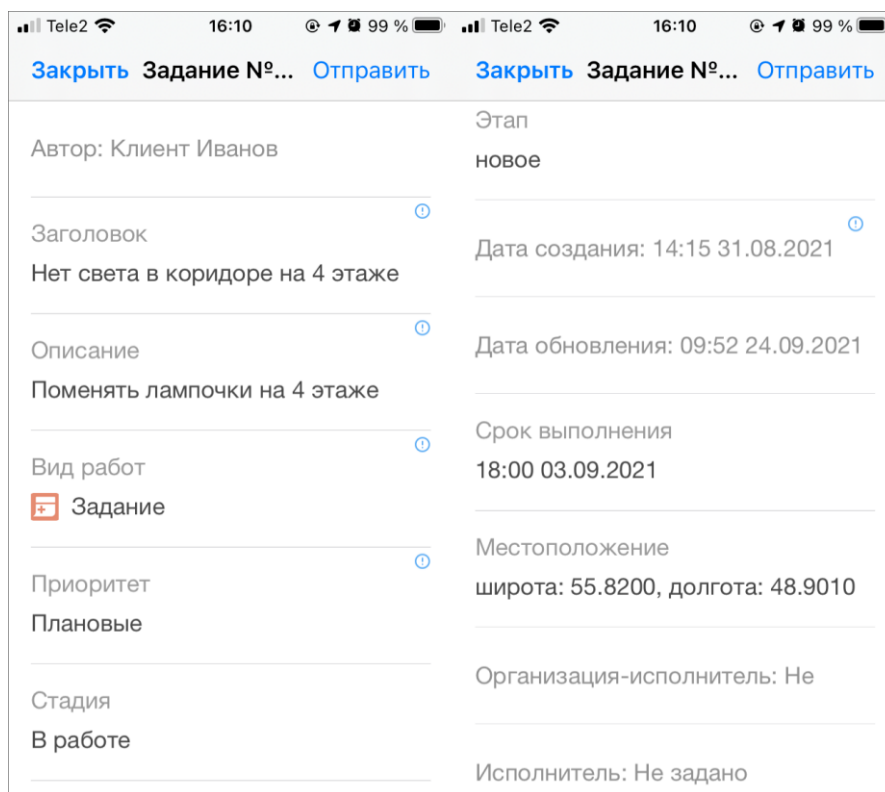 Tele2 16:10 99 %
Закрыть Задание №... Отправить
Автор: Клиент Иванов
Заголовок
Нет света в коридоре на 4 этаже
Описание
Поменять лампочки на 4 этаже
Вид работ
Задание
Приоритет
Плановые
Стадия
В работе
Tele2 16:10 99 %
Закрыть Задание №... Отправить
Этап
новое
Дата создания: 14:15 31.08.2021
Дата обновления: 09:52 24.09.2021
Срок выполнения
18:00 03.09.2021
Местоположение
широта: 55.8200, долгота: 48.9010
Организация-исполнитель: Не
Исполнитель: Не задано